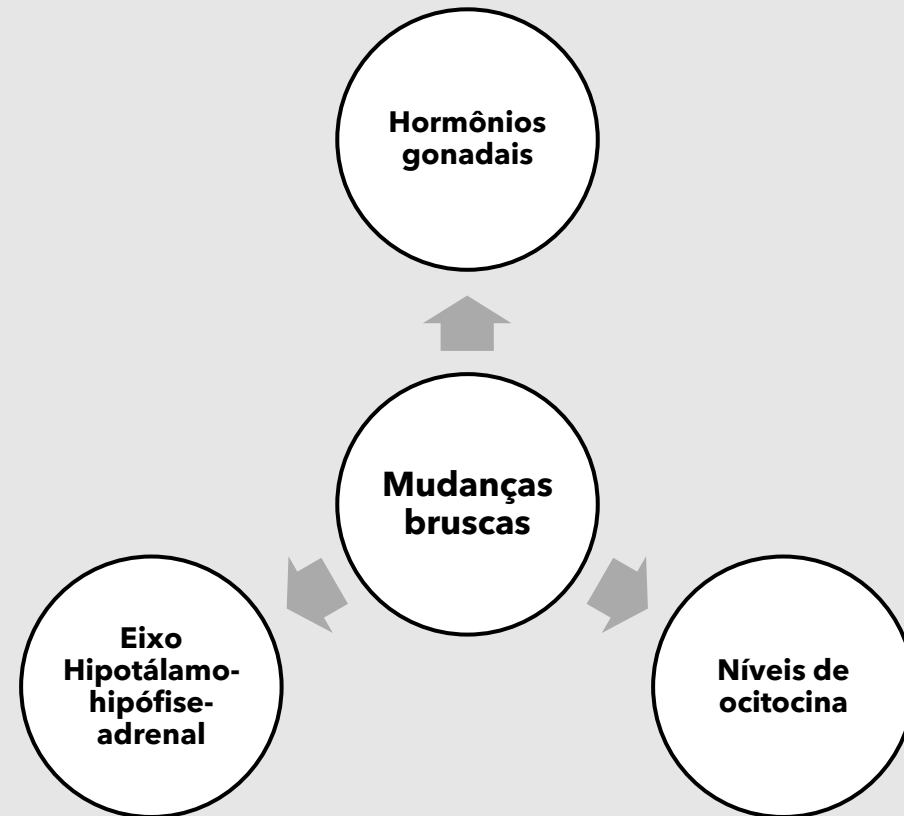 Hormônios
gonadais
Mudanças
bruscas
Eixo
Hipotálamo-
hipófise-
adrenal
Níveis de
ocitocina